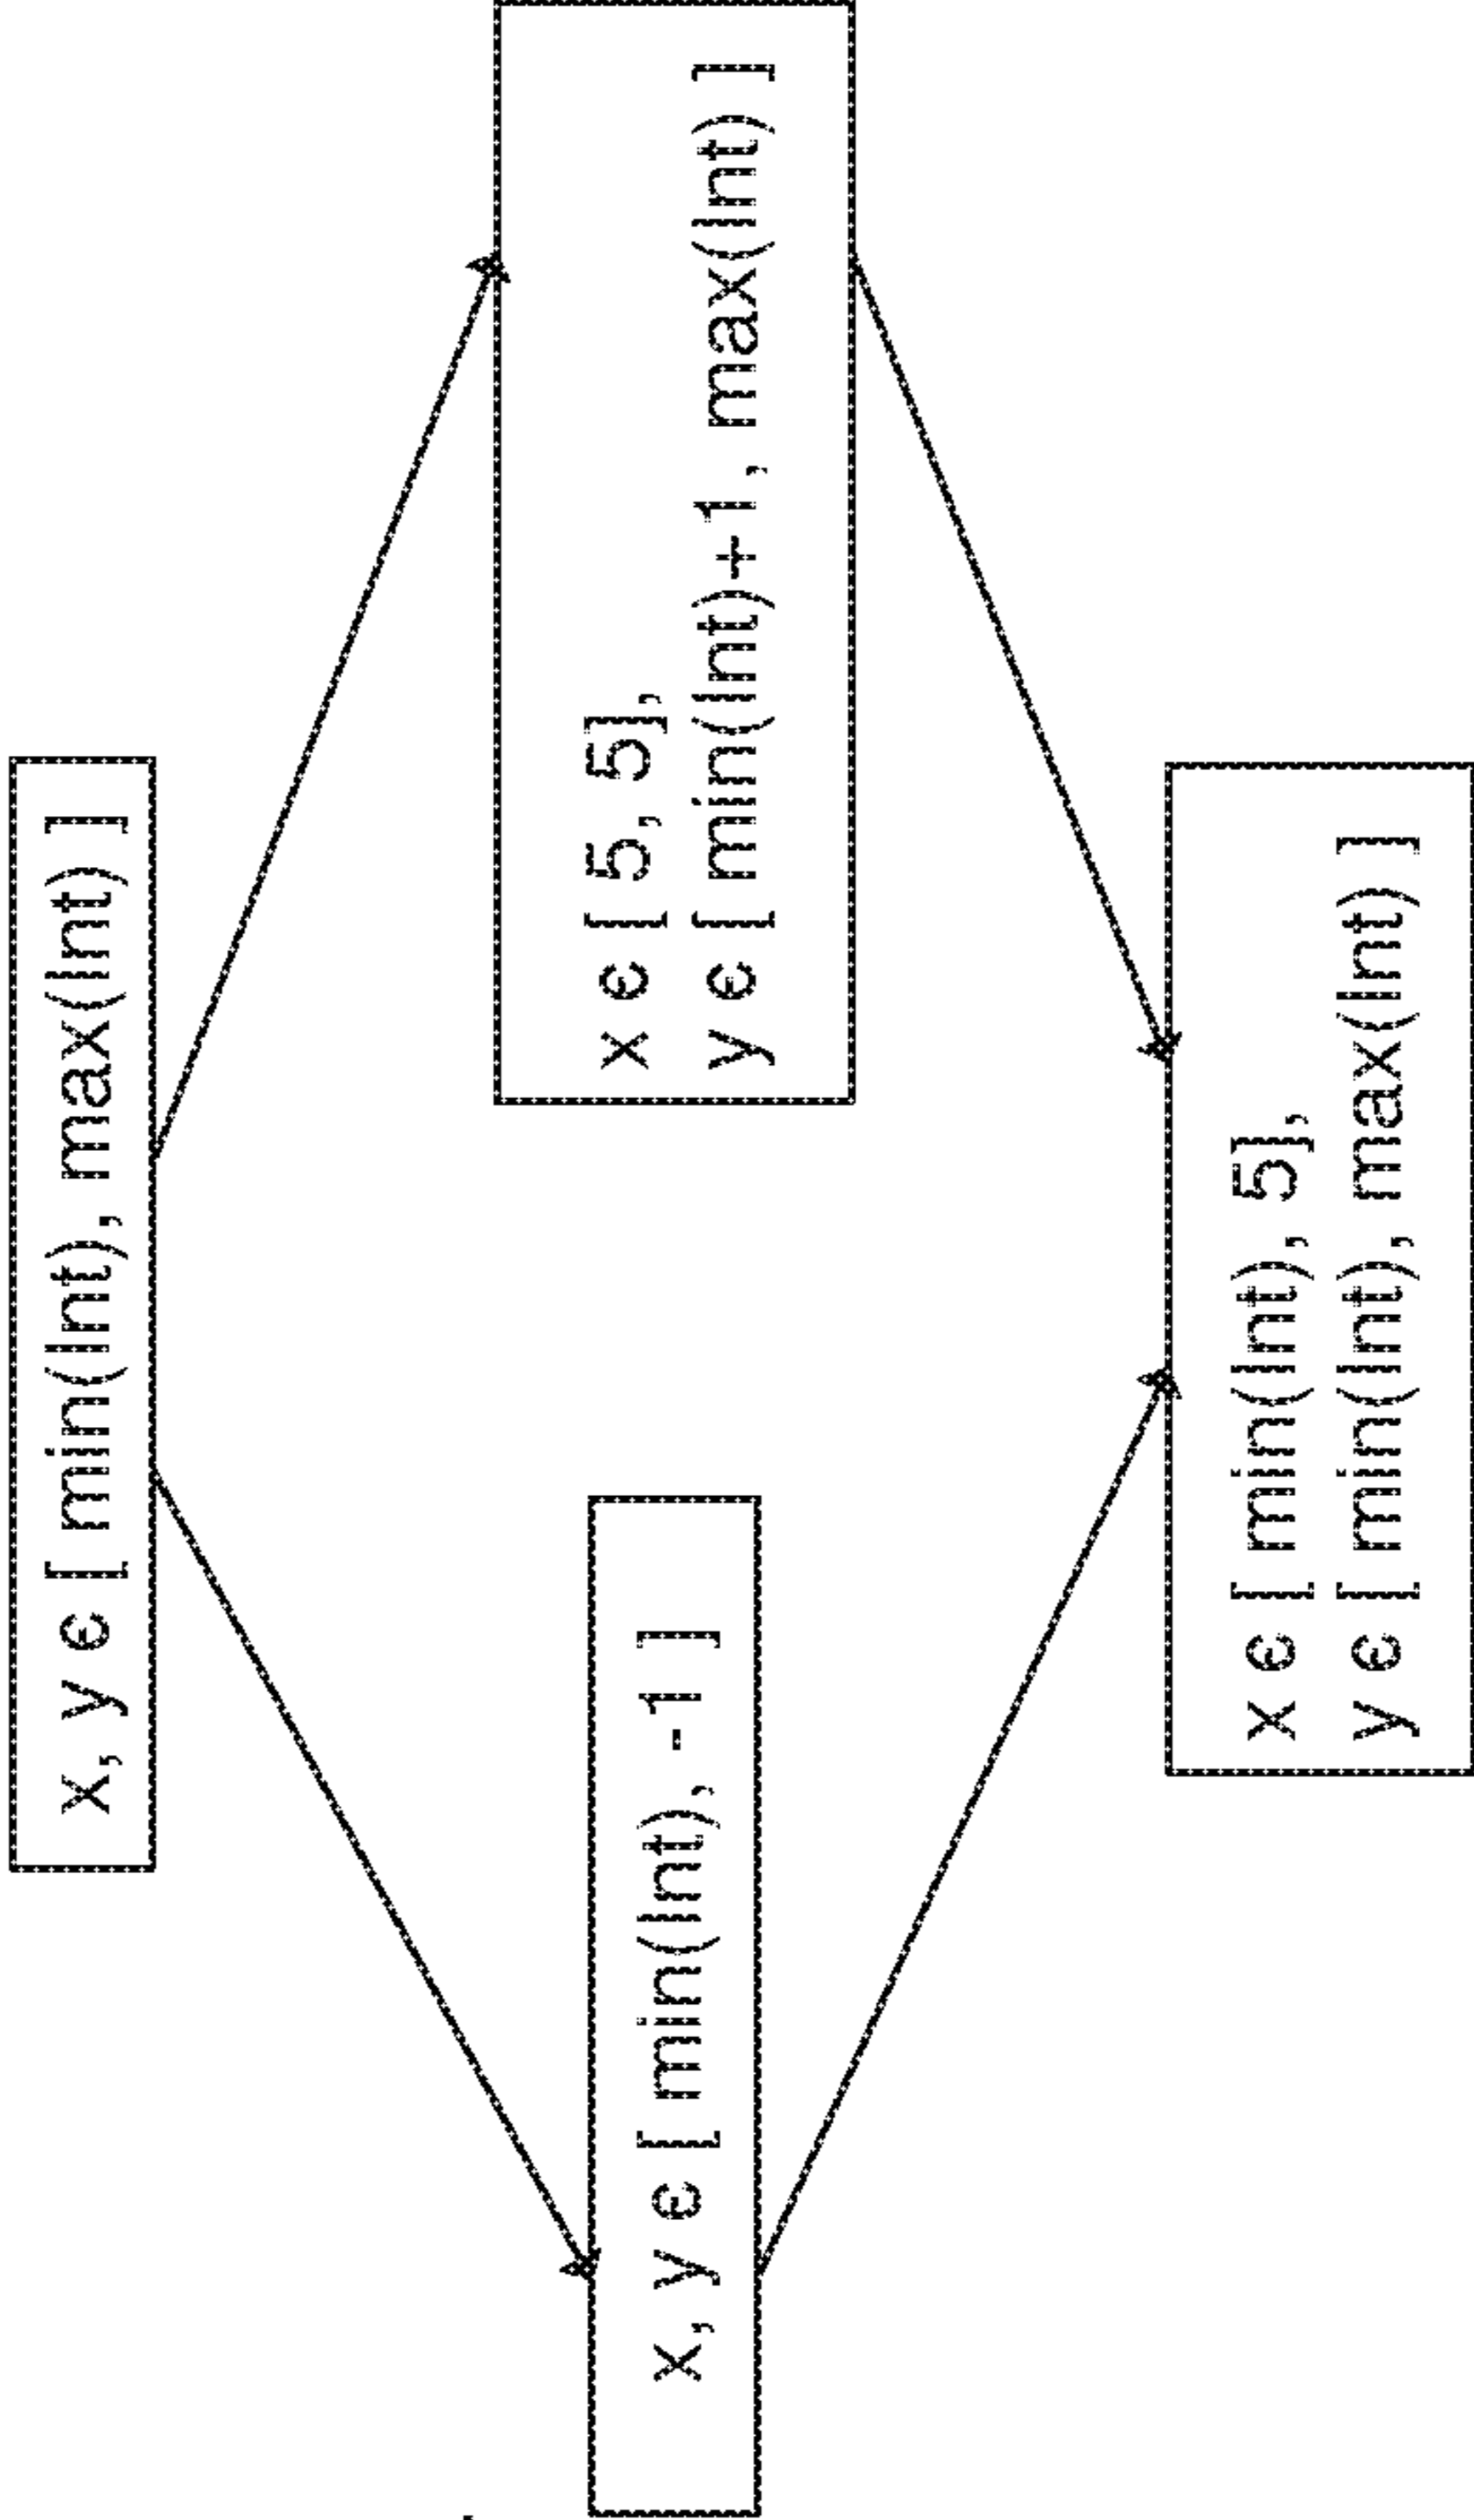 x, y ϵ [ min(Int), max(Int) ]
x, y ϵ [ min(Int), -1 ]
x ϵ [ 5, 5],
y ϵ [ min(Int)+1, max(Int) ]
x ϵ [ min(Int), 5],
y ϵ [ min(Int), max(Int) ]